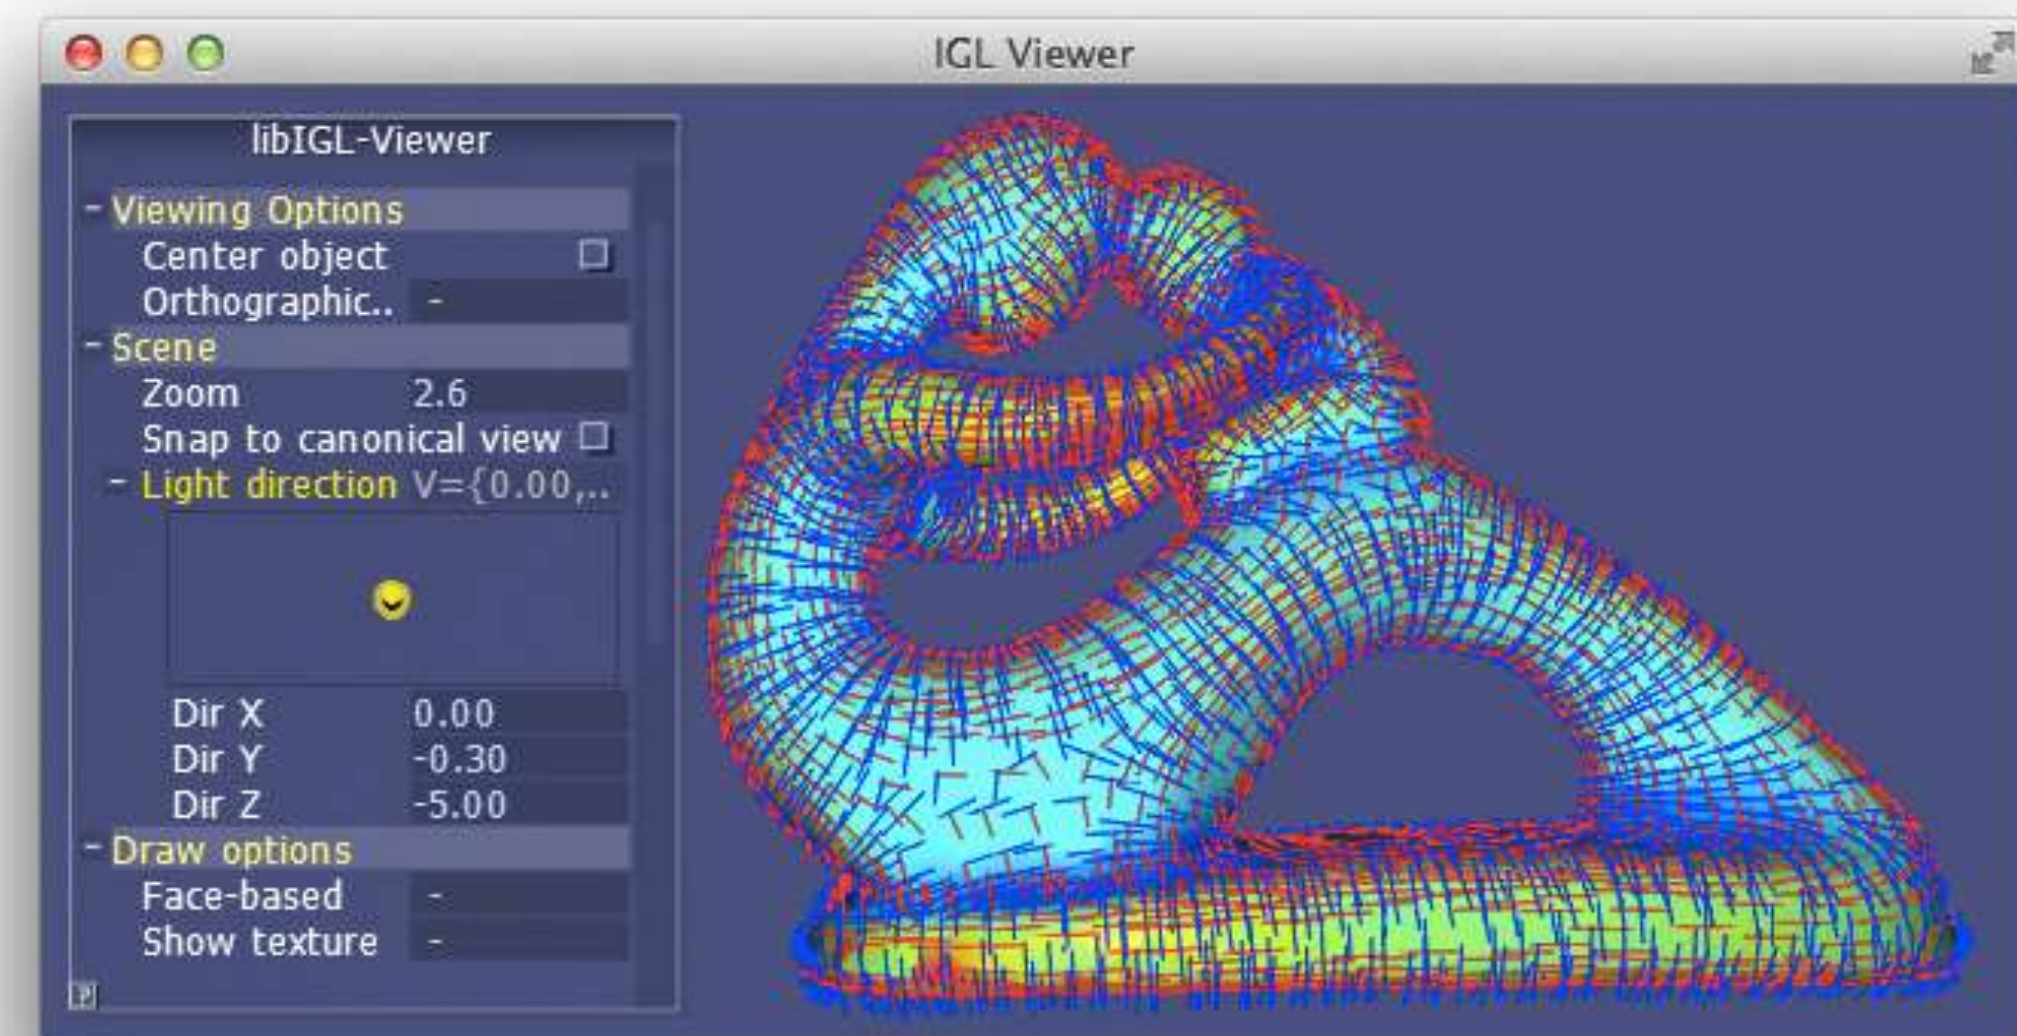 IGL Viewer
libIGL-Viewer
- Viewing Options
Center object
Orthographic.. -
- Scene
Zoom 2.6
Snap to canonical view
- Light direction V={0.00,..
Dir X 0.00
Dir Y -0.30
Dir Z -5.00
- Draw options
Face-based -
Show texture -
?